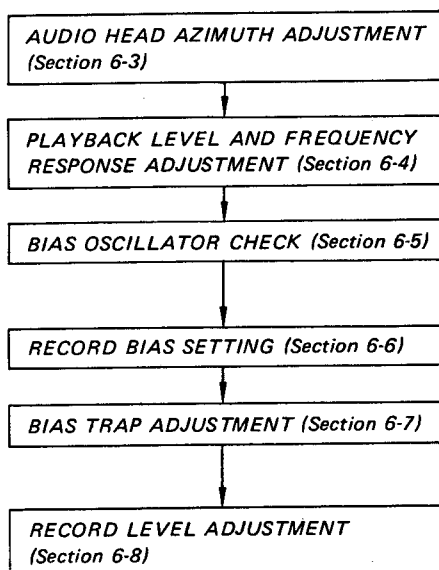 AUDIO HEAD AZIMUTH ADJUSTMENT
(Section 6-3)
PLAYBACK LEVEL AND FREQUENCY
RESPONSE ADJUSTMENT (Section 6-4)
BIAS OSCILLATOR CHECK (Section 6-5)
RECORD BIAS SETTING (Section 6-6)
BIAS TRAP ADJUSTMENT (Section 6-7)
RECORD LEVEL ADJUSTMENT
(Section 6-8)